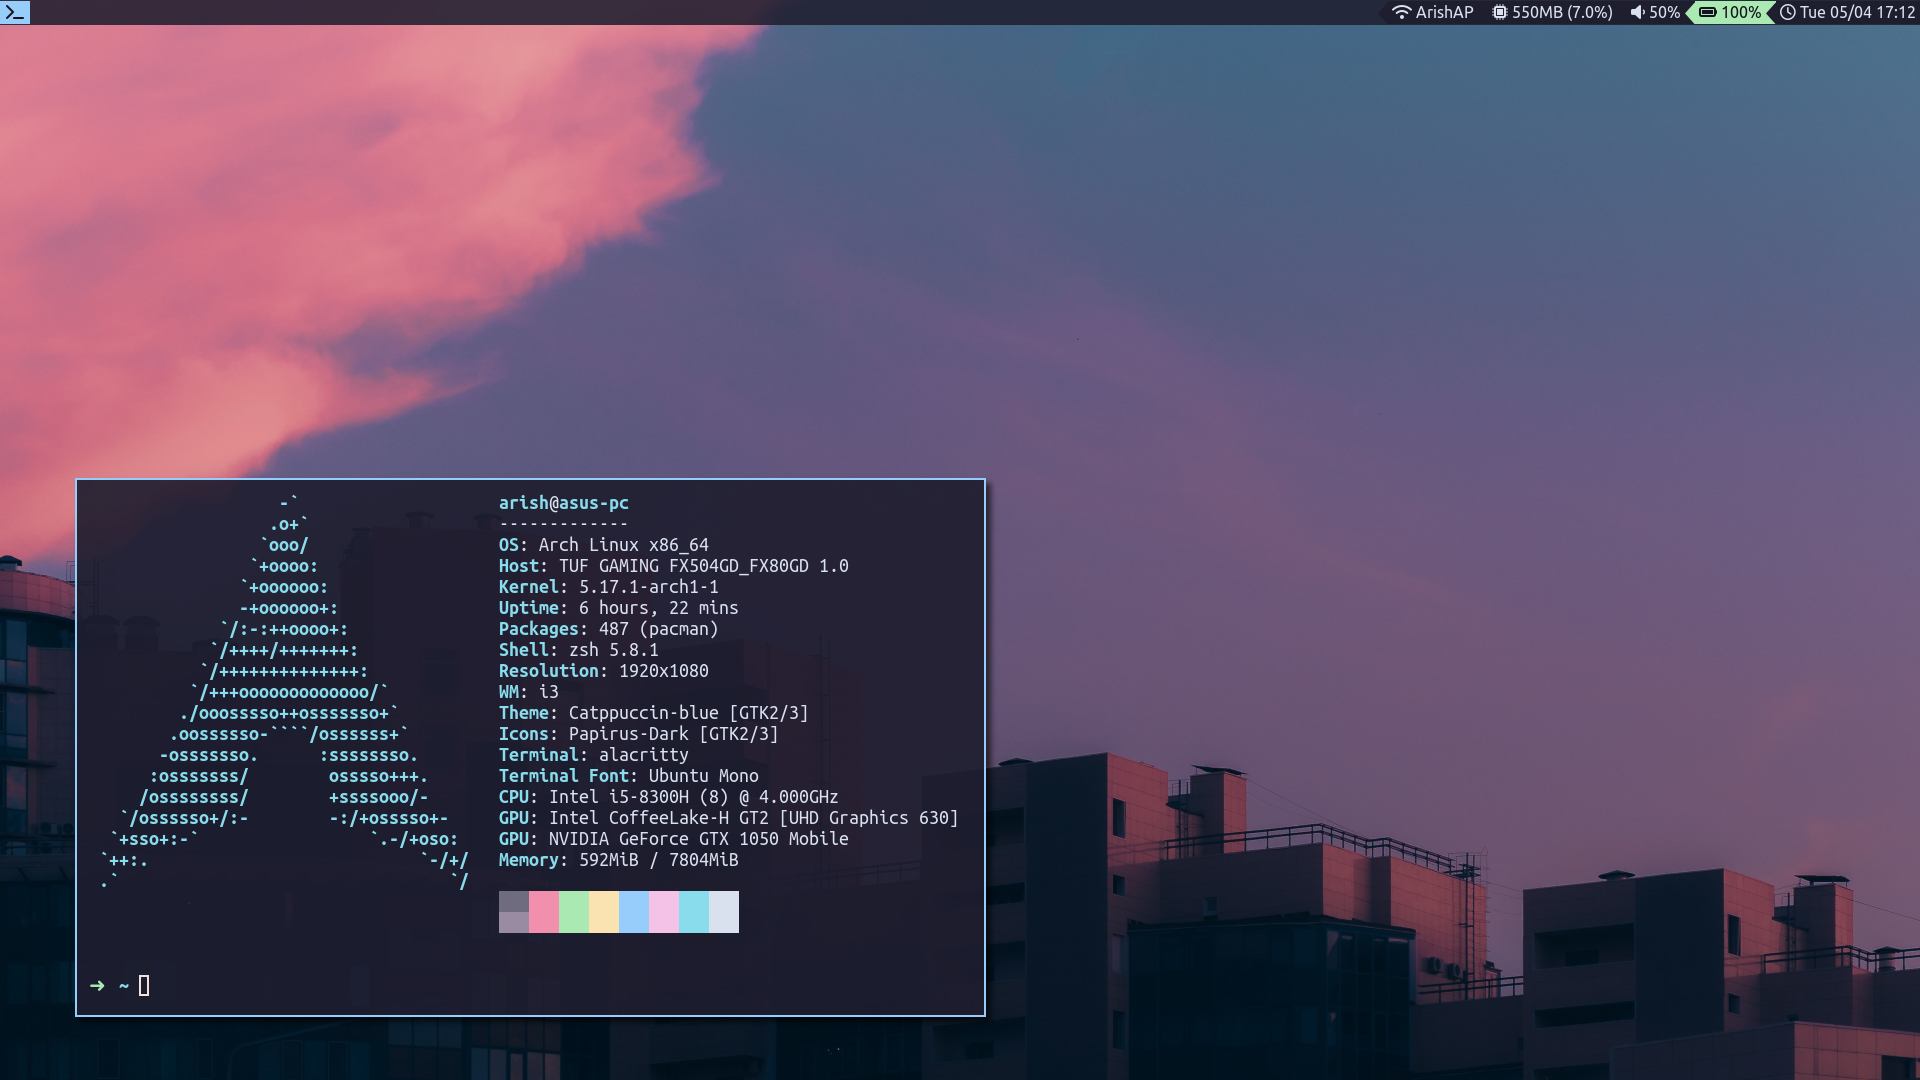 ArishAP 550MB (7.0%) 50% 100% Tue 05/04 17:12
-`
.o+`
`ooo/
`+oooo:
`+oooooo:
-+oooooo+:
`/:-:++oooo+:
`/++++/+++++++:
`/++++++++++++++:
`/+++ooooooooooooo/`
./ooosssso++osssssso+`
.oossssso-````/ossssss+`
-osssssso. :ssssssso.
:osssssss/ osssso+++.
/ossssssss/ +ssssooo/-
`/ossssso+/:- -:/+osssso+-
`+sso+:-` `.-/+oso:
`++:. `-/+/
.` `/
arish@asus-pc
-------------
OS: Arch Linux x86_64
Host: TUF GAMING FX504GD_FX80GD 1.0
Kernel: 5.17.1-arch1-1
Uptime: 6 hours, 22 mins
Packages: 487 (pacman)
Shell: zsh 5.8.1
Resolution: 1920x1080
WM: i3
Theme: Catppuccin-blue [GTK2/3]
Icons: Papirus-Dark [GTK2/3]
Terminal: alacritty
Terminal Font: Ubuntu Mono
CPU: Intel i5-8300H (8) @ 4.000GHz
GPU: Intel CoffeeLake-H GT2 [UHD Graphics 630]
GPU: NVIDIA GeForce GTX 1050 Mobile
Memory: 592MiB / 7804MiB
➜ ~